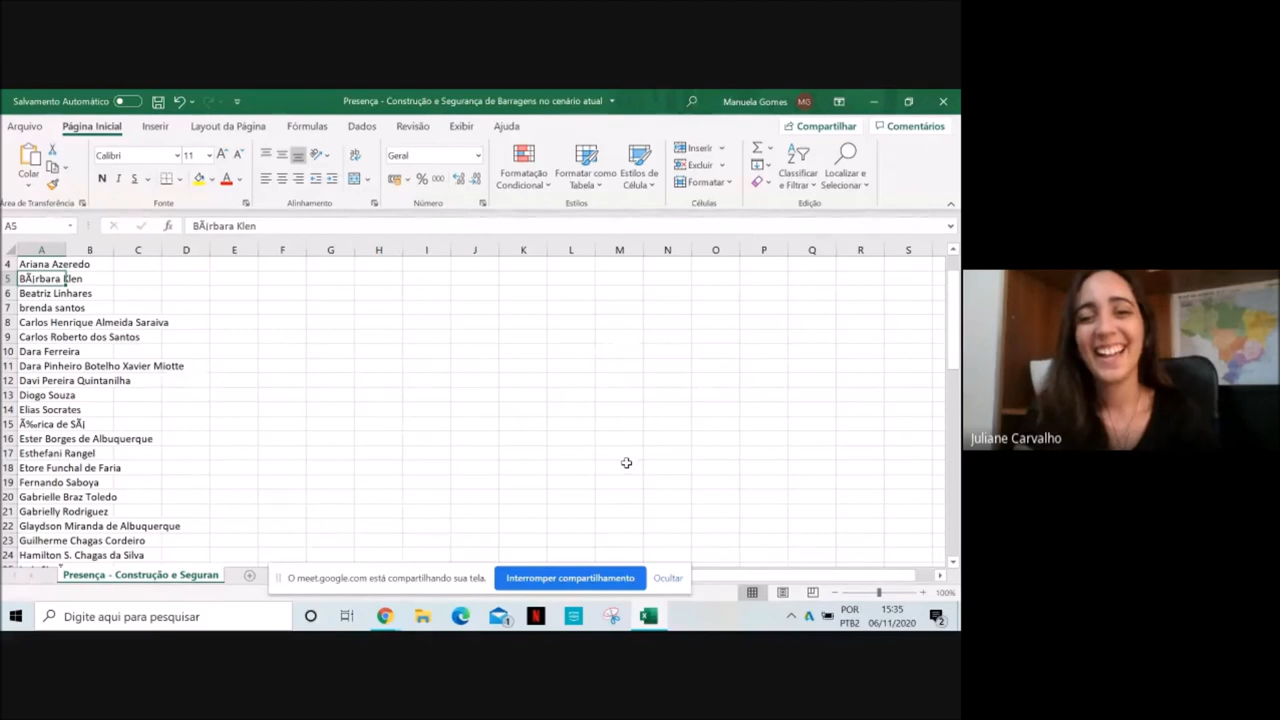 Salvamento Automático
Presença - Construção e Segurança de Barragens no cenário atual
Manuela Gomes MG
Arquivo Página Inicial Inserir Layout da Página Fórmulas Dados Revisão Exibir Ajuda Compartilhar Comentários
Colar
Calibri 11
Geral
Formatação Condicional
Formatar como Tabela
Estilos de Célula
Inserir
Excluir
Formatar
Classificar e Filtrar
Localizar e Selecionar
Área de Transferência Fonte Alinhamento Número Estilos Células Edição
A5 fx BÃ¡rbara Klen
A B C D E F G H I J K L M N O P Q R S
4 Ariana Azeredo
5 BÃ¡rbara Klen
6 Beatriz Linhares
7 brenda santos
8 Carlos Henrique Almeida Saraiva
9 Carlos Roberto dos Santos
10 Dara Ferreira
11 Dara Pinheiro Botelho Xavier Miotte
12 Davi Pereira Quintanilha
13 Diogo Souza
14 Elias Socrates
15 Ã‰rica de SÃ¡
16 Ester Borges de Albuquerque
17 Esthefani Rangel
18 Etore Funchal de Faria
19 Fernando Saboya
20 Gabrielle Braz Toledo
21 Gabrielly Rodriguez
22 Glaydson Miranda de Albuquerque
23 Guilherme Chagas Cordeiro
24 Hamilton S. Chagas da Silva
Presença - Construção e Seguran
O meet.google.com está compartilhando sua tela. Interromper compartilhamento Ocultar
100%
Digite aqui para pesquisar
POR
PTB2
15:35
06/11/2020
Juliane Carvalho